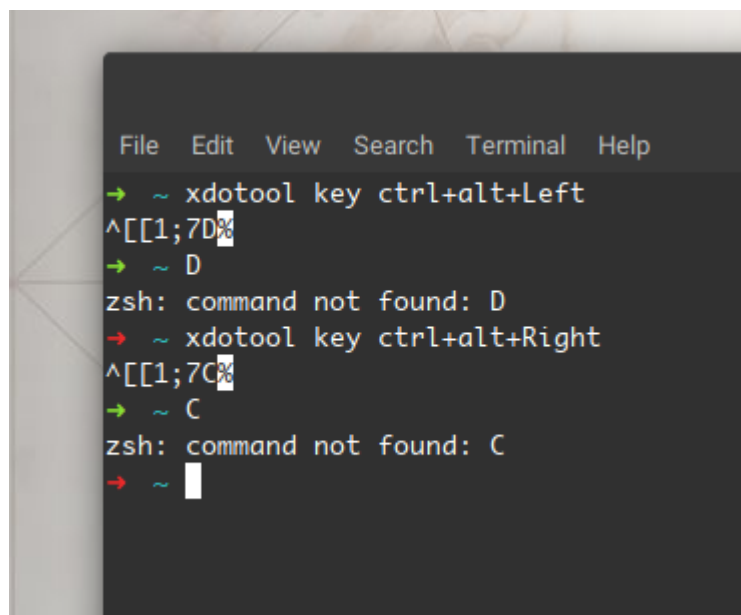 File Edit View Search Terminal Help
➜ ~ xdotool key ctrl+alt+Left
^[[1;7D%
➜ ~ D
zsh: command not found: D
➜ ~ xdotool key ctrl+alt+Right
^[[1;7C%
➜ ~ C
zsh: command not found: C
➜ ~